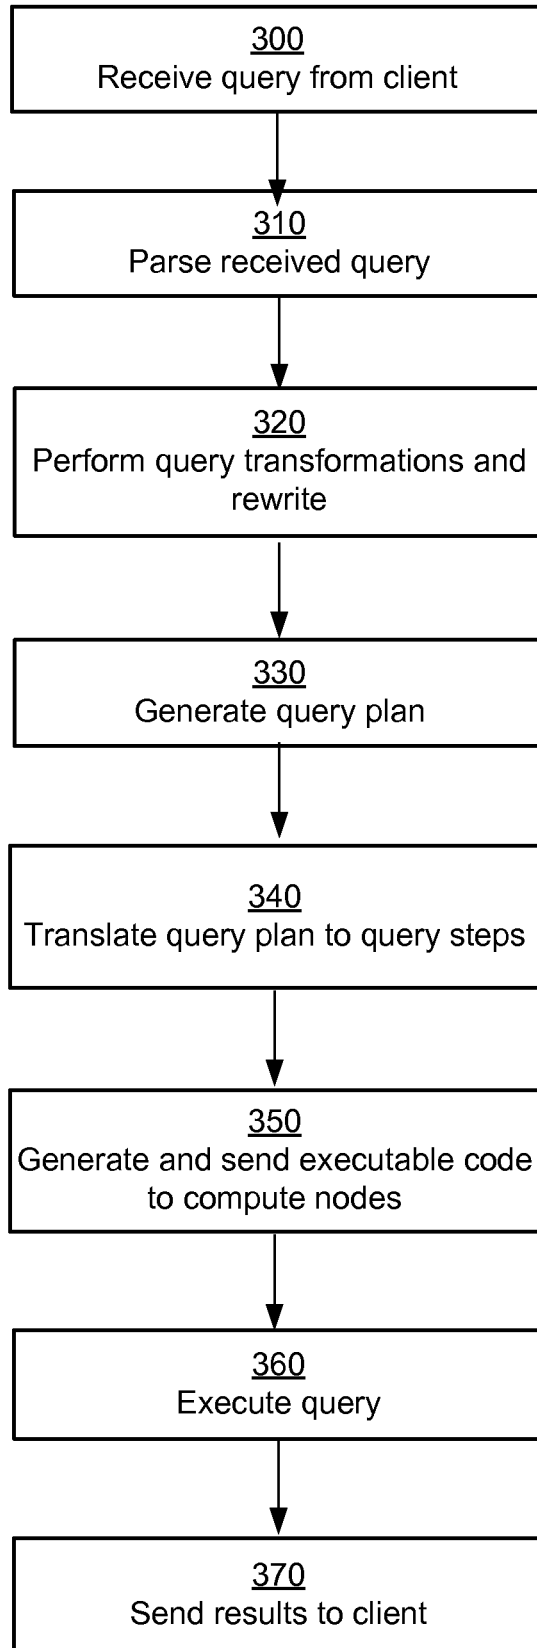 300
Receive query from client
310
Parse received query
320
Perform query transformations and
rewrite
330
Generate query plan
340
Translate query plan to query steps
350
Generate and send executable code
to compute nodes
360
Execute query
370
Send results to client